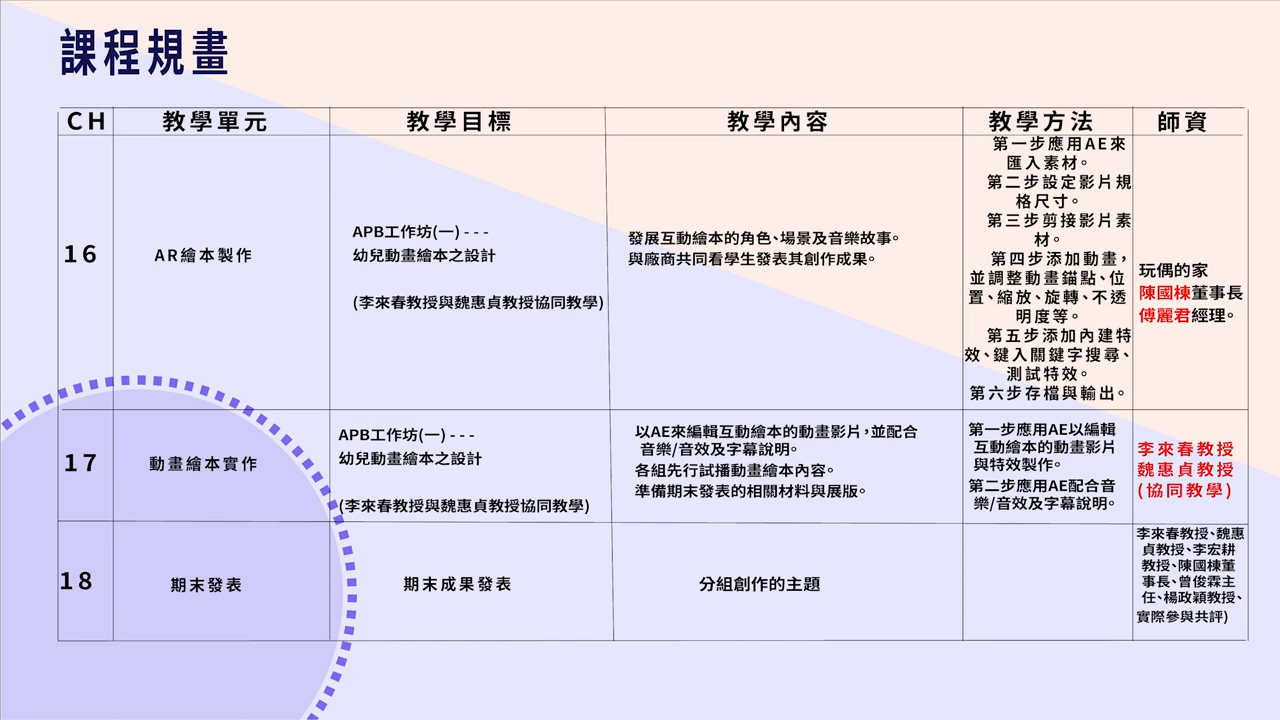 課程規畫
CH 教學單元 教學目標 教學內容 教學方法 師資
16
AR繪本製作
APB工作坊(一) - - -
幼兒動畫繪本之設計
(李來春教授與魏惠貞教授協同教學)
發展互動繪本的角色、場景及音樂故事。
與廠商共同看學生發表其創作成果。
第一步應用AE來
匯入素材。
第二步設定影片規
格尺寸。
第三步剪接影片素
材。
第四步添加動畫，
並調整動畫錨點、位
置、縮放、旋轉、不透
明度等。
第五步添加內建特
效、鍵入關鍵字搜尋、
測試特效。
第六步存檔與輸出。
玩偶的家
陳國棟董事長
傅麗君經理。
17
動畫繪本實作
APB工作坊(一) - - -
幼兒動畫繪本之設計
(李來春教授與魏惠貞教授協同教學)
以AE來編輯互動繪本的動畫影片，並配合
音樂/音效及字幕說明。
各組先行試播動畫繪本內容。
準備期末發表的相關材料與展版。
第一步應用AE以編輯
互動繪本的動畫影片
與特效製作。
第二步應用AE配合音
樂/音效及字幕說明。
李來春教授
魏惠貞教授
(協同教學)
18
期末發表
期末成果發表
分組創作的主題
李來春教授、魏惠
貞教授、李宏耕
教授、陳國棟董
事長、曾俊霖主
任、楊政穎教授、
實際參與共評)